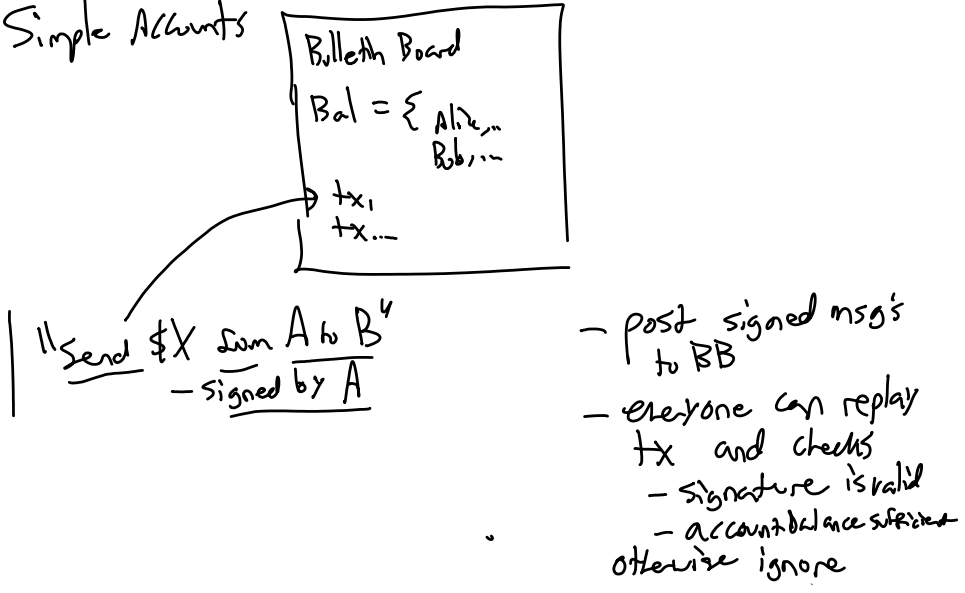 Simple Accounts
Bulletin Board
Bal = {
Alice,..
Bob,...
tx,
tx...
"Send $X from A to B"
- signed by A
- post signed msg's
to BB
- everyone can replay
tx and checks
- signature is valid
- account balance sufficient
otherwise ignore